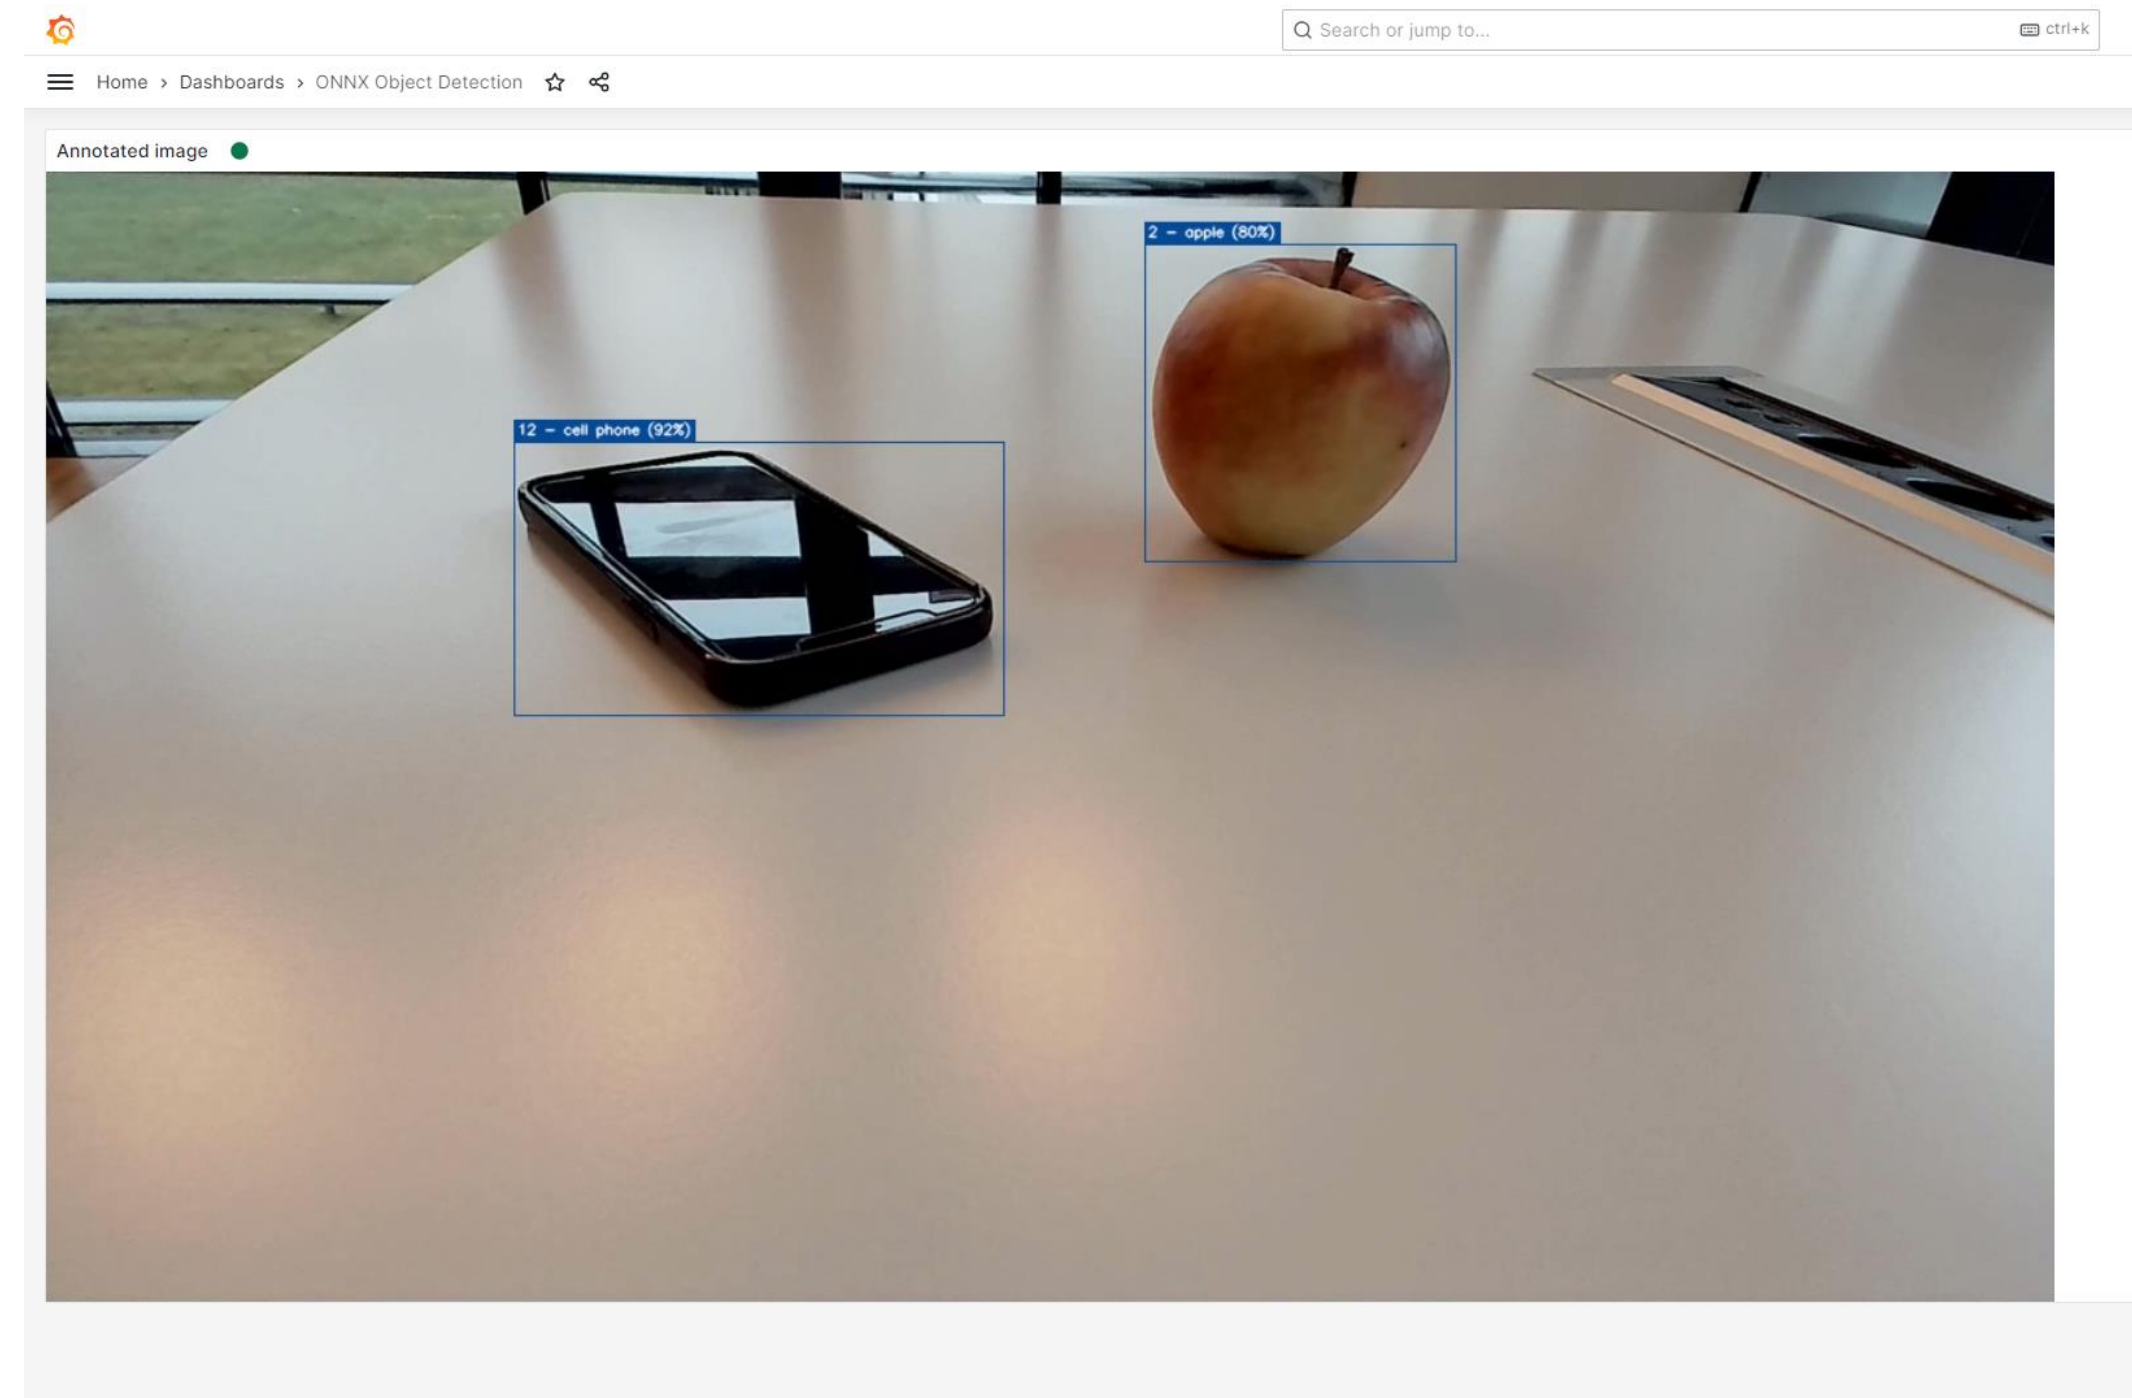 Search or jump to...
ctrl+k
Home > Dashboards > ONNX Object Detection
Annotated image
2 - apple (80%)
12 - cell phone (92%)